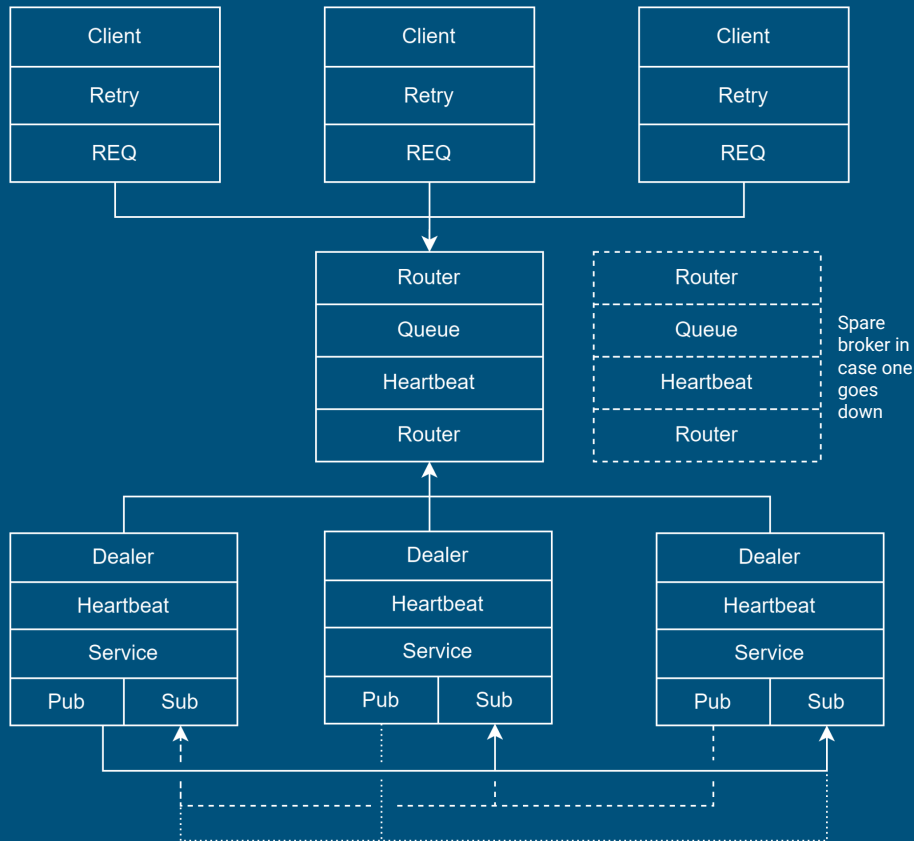 Client
Client
Client
Retry
Retry
Retry
REQ
REQ
REQ
Router
Router
Queue
Queue
Heartbeat
Heartbeat
Router
Router
Spare
broker in
case one
goes
down
Dealer
Dealer
Dealer
Heartbeat
Heartbeat
Heartbeat
Service
Service
Service
Pub
Sub
Pub
Sub
Pub
Sub